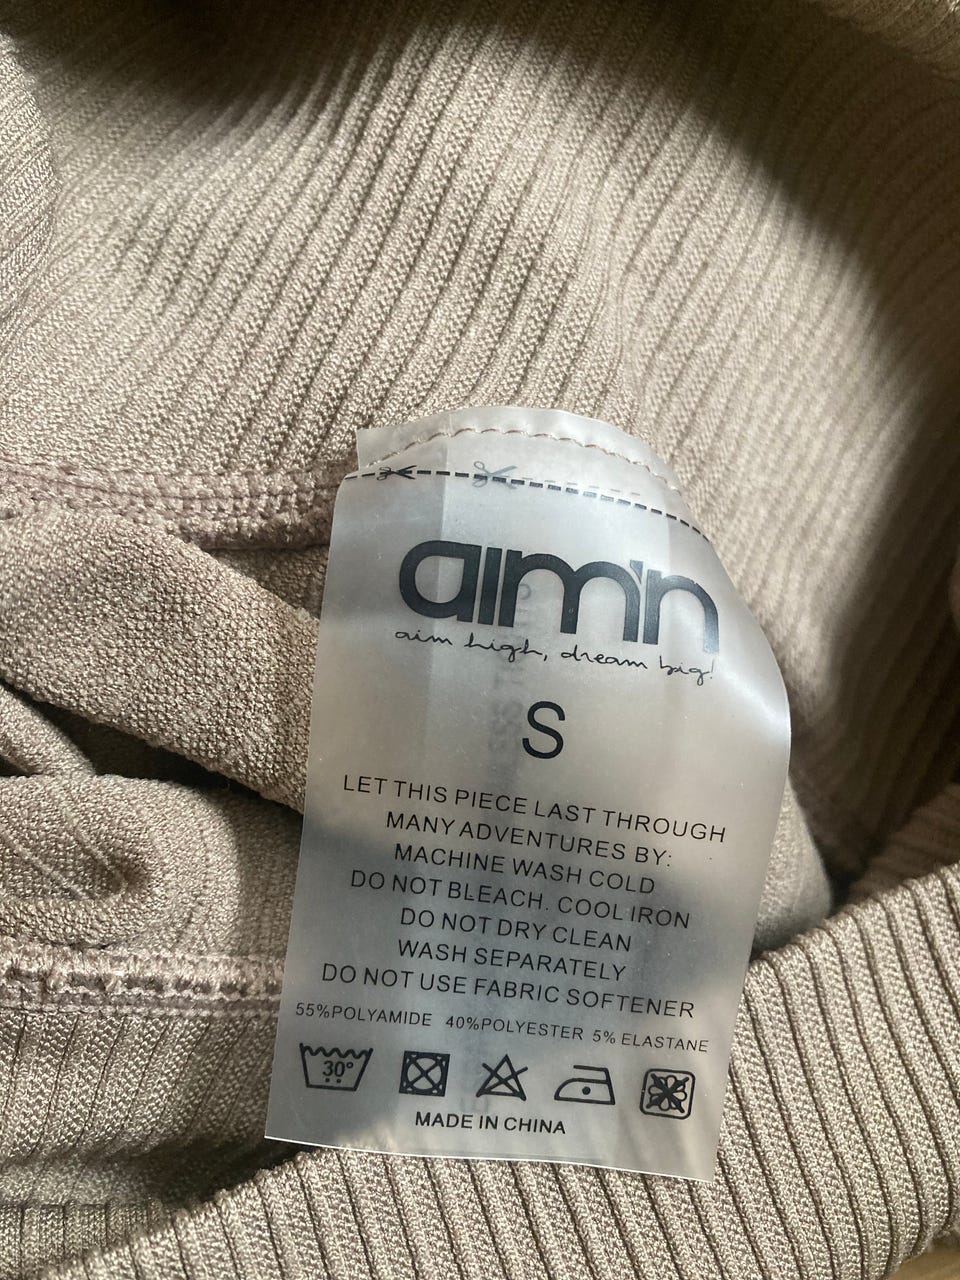 aim'n
aim high, dream big!
S
LET THIS PIECE LAST THROUGH
MANY ADVENTURES BY:
MACHINE WASH COLD
DO NOT BLEACH. COOL IRON
DO NOT DRY CLEAN
WASH SEPARATELY
DO NOT USE FABRIC SOFTENER
55%POLYAMIDE 40%POLYESTER 5% ELASTANE
30°
MADE IN CHINA